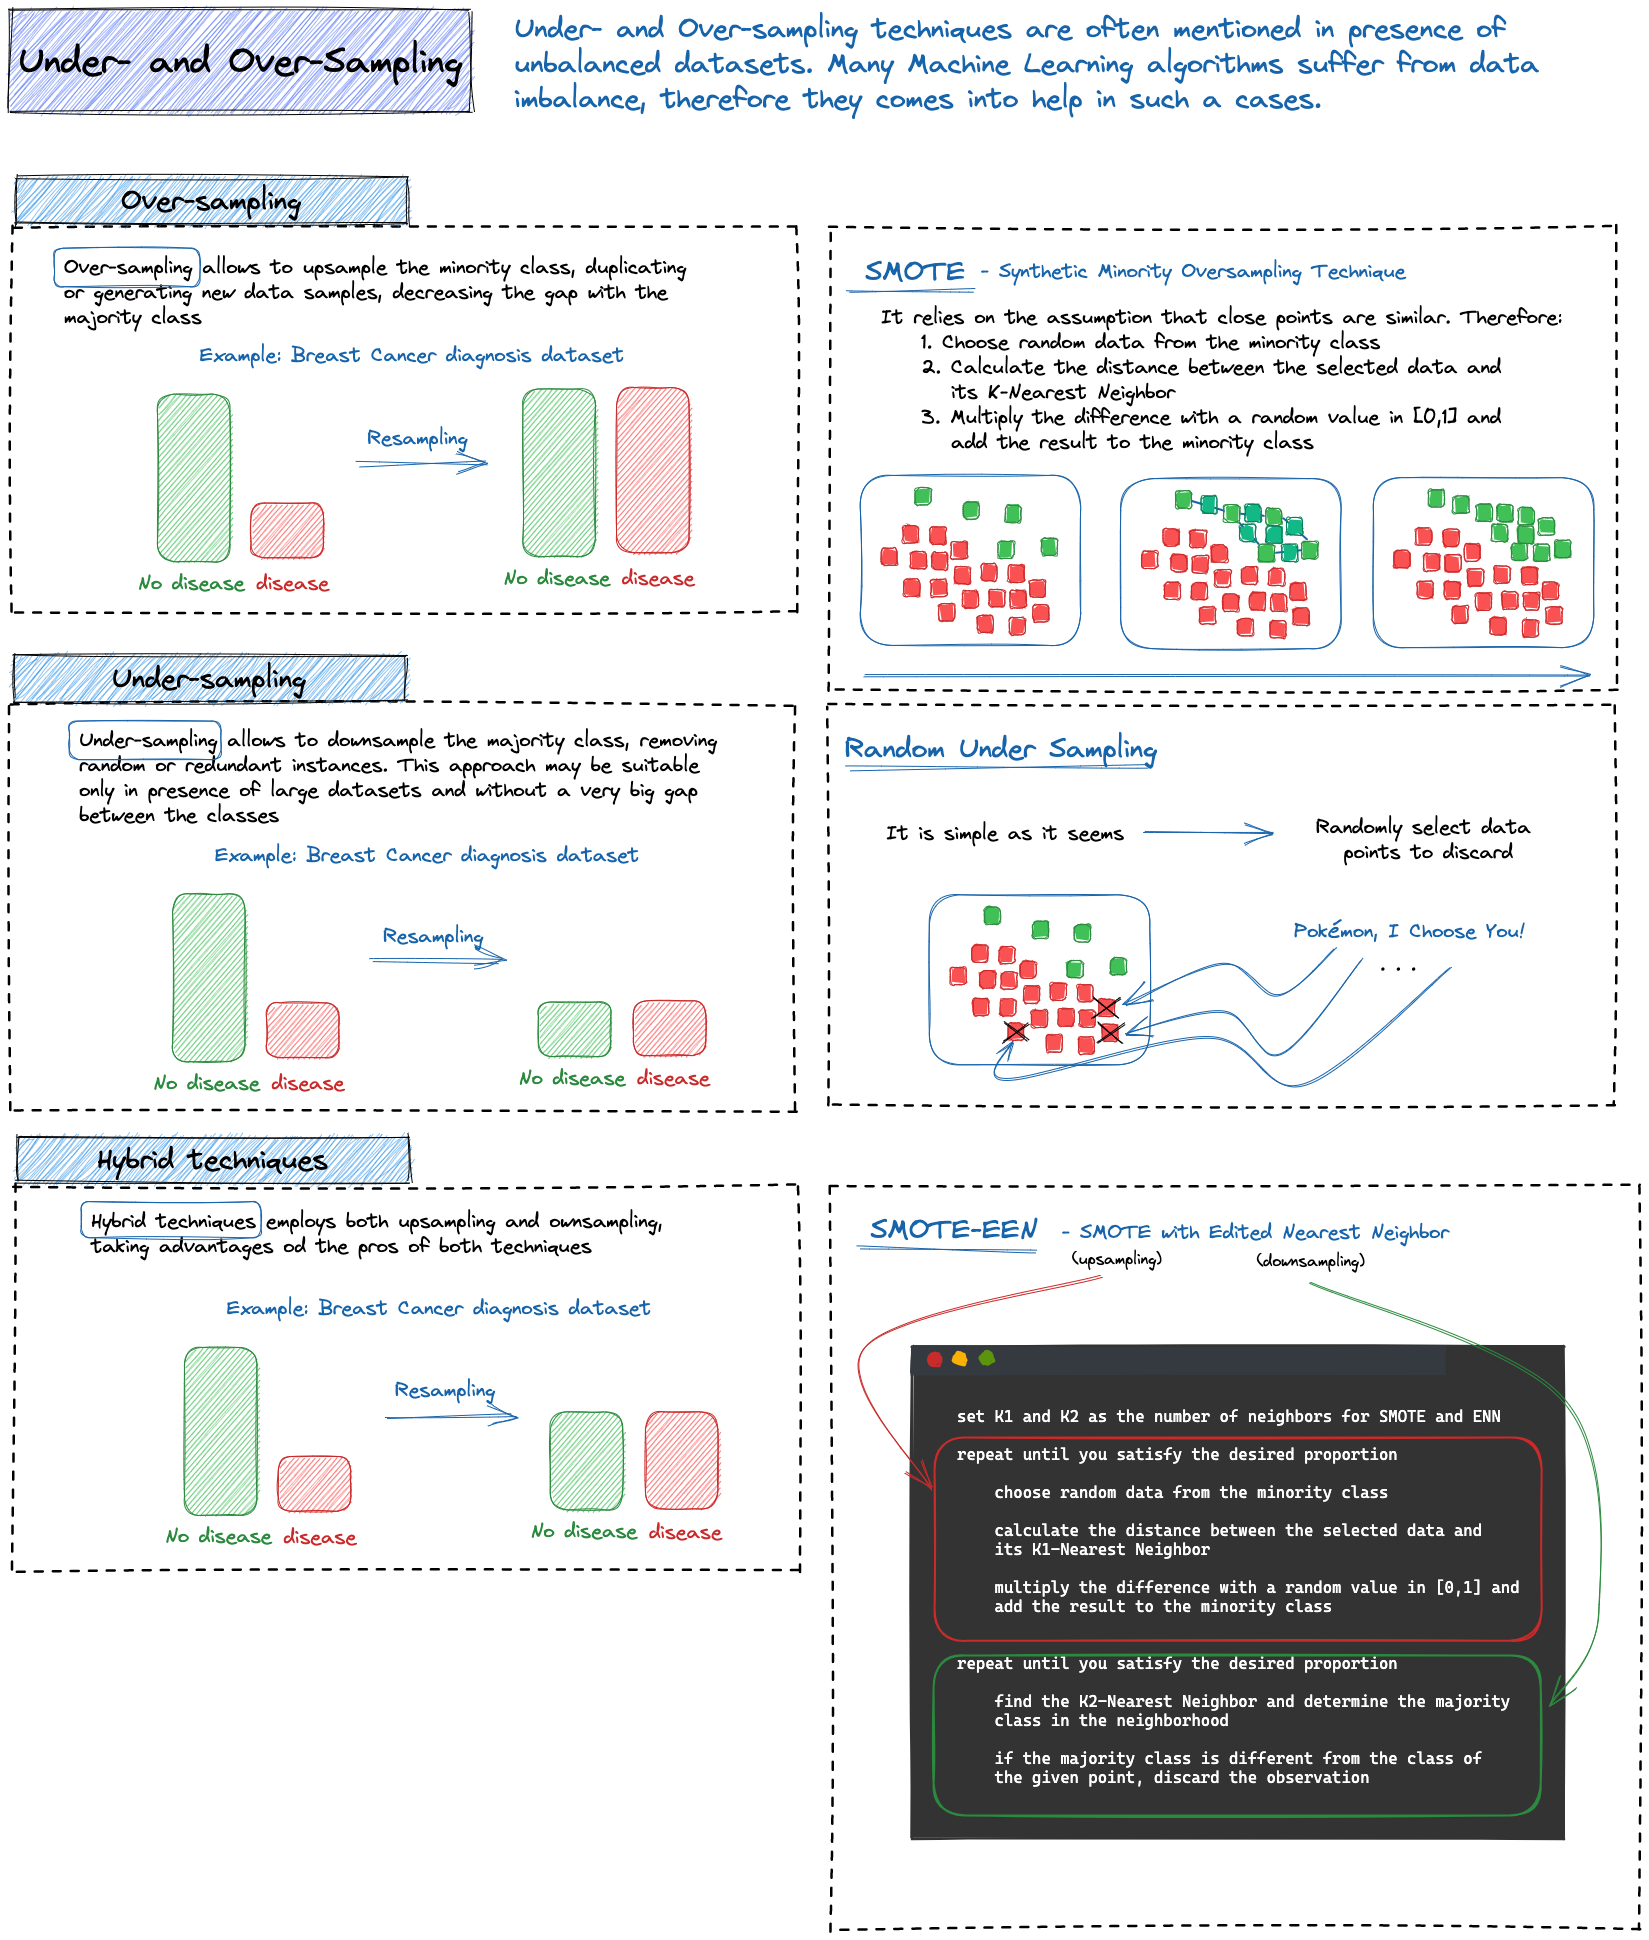 Under- and Over-Sampling
Under- and Over-sampling techniques are often mentioned in presence of
unbalanced datasets. Many Machine Learning algorithms suffer from data
imbalance, therefore they comes into help in such a cases.
Over-sampling
Over-sampling allows to upsample the minority class, duplicating
or generating new data samples, decreasing the gap with the
majority class
Example: Breast Cancer diagnosis dataset
Resampling
No disease disease
No disease disease
SMOTE - Synthetic Minority Oversampling Technique
It relies on the assumption that close points are similar. Therefore:
1. Choose random data from the minority class
2. Calculate the distance between the selected data and
its K-Nearest Neighbor
3. Multiply the difference with a random value in [0,1] and
add the result to the minority class
Under-sampling
Under-sampling allows to downsample the majority class, removing
random or redundant instances. This approach may be suitable
only in presence of large datasets and without a very big gap
between the classes
Example: Breast Cancer diagnosis dataset
Resampling
No disease disease
No disease disease
Random Under Sampling
It is simple as it seems
Randomly select data
points to discard
Pokémon, I Choose You!
...
Hybrid techniques
Hybrid techniques employs both upsampling and ownsampling,
taking advantages od the pros of both techniques
Example: Breast Cancer diagnosis dataset
Resampling
No disease disease
No disease disease
SMOTE-EEN - SMOTE with Edited Nearest Neighbor
(upsampling) (downsampling)
set K1 and K2 as the number of neighbors for SMOTE and ENN
repeat until you satisfy the desired proportion
choose random data from the minority class
calculate the distance between the selected data and
its K1-Nearest Neighbor
multiply the difference with a random value in [0,1] and
add the result to the minority class
repeat until you satisfy the desired proportion
find the K2-Nearest Neighbor and determine the majority
class in the neighborhood
if the majority class is different from the class of
the given point, discard the observation